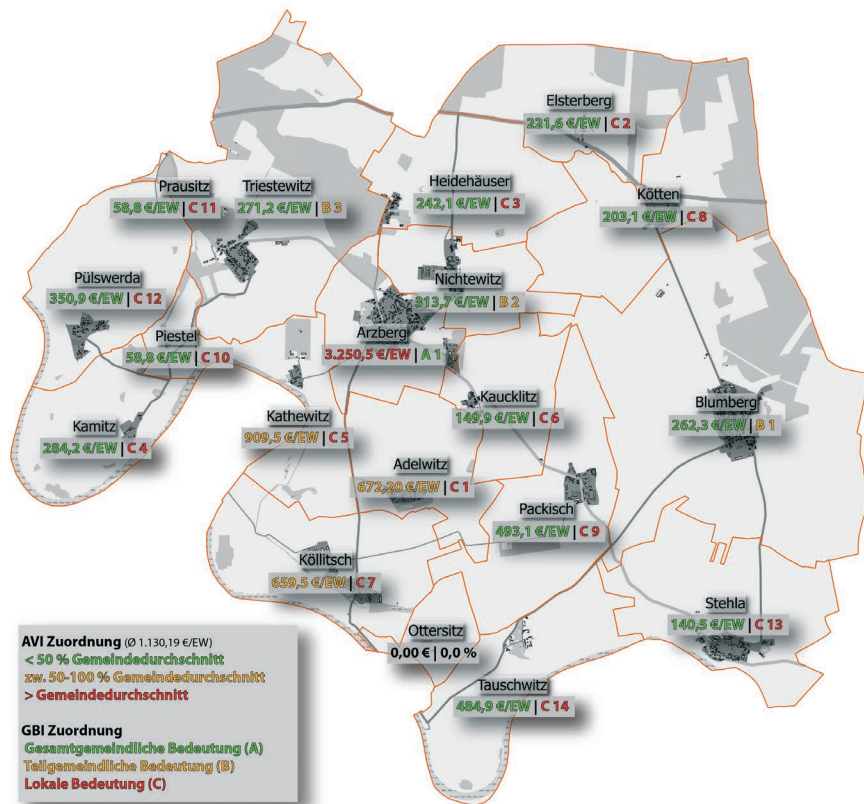 Elsterberg
221,6 €/EW | C 2
Prausitz
58,8 €/EW | C 11
Triestewitz
271,2 €/EW | B 3
Heidehäuser
242,1 €/EW | C 3
Kötten
203,1 €/EW | C 8
Pülswerda
350,9 €/EW | C 12
Nichtewitz
313,7 €/EW | B 2
Piestel
58,8 €/EW | C 10
Arzberg
3.250,5 €/EW | A 1
Kamitz
284,2 €/EW | C 4
Kathewitz
909,5 €/EW | C 5
Kaucklitz
149,9 €/EW | C 6
Blumberg
262,3 €/EW | B 1
Adelwitz
672,20 €/EW | C 1
Packisch
493,1 €/EW | C 9
Köllitsch
659,5 €/EW | C 7
Stehla
140,5 €/EW | C 13
Ottersitz
0,00 € | 0,0 %
Tauschwitz
484,9 €/EW | C 14
AVI Zuordnung (Ø 1.130,19 €/EW)
< 50 % Gemeindedurchschnitt
zw. 50-100 % Gemeindedurchschnitt
> Gemeindedurchschnitt
GBI Zuordnung
Gesamtgemeindliche Bedeutung (A)
Teilgemeindliche Bedeutung (B)
Lokale Bedeutung (C)